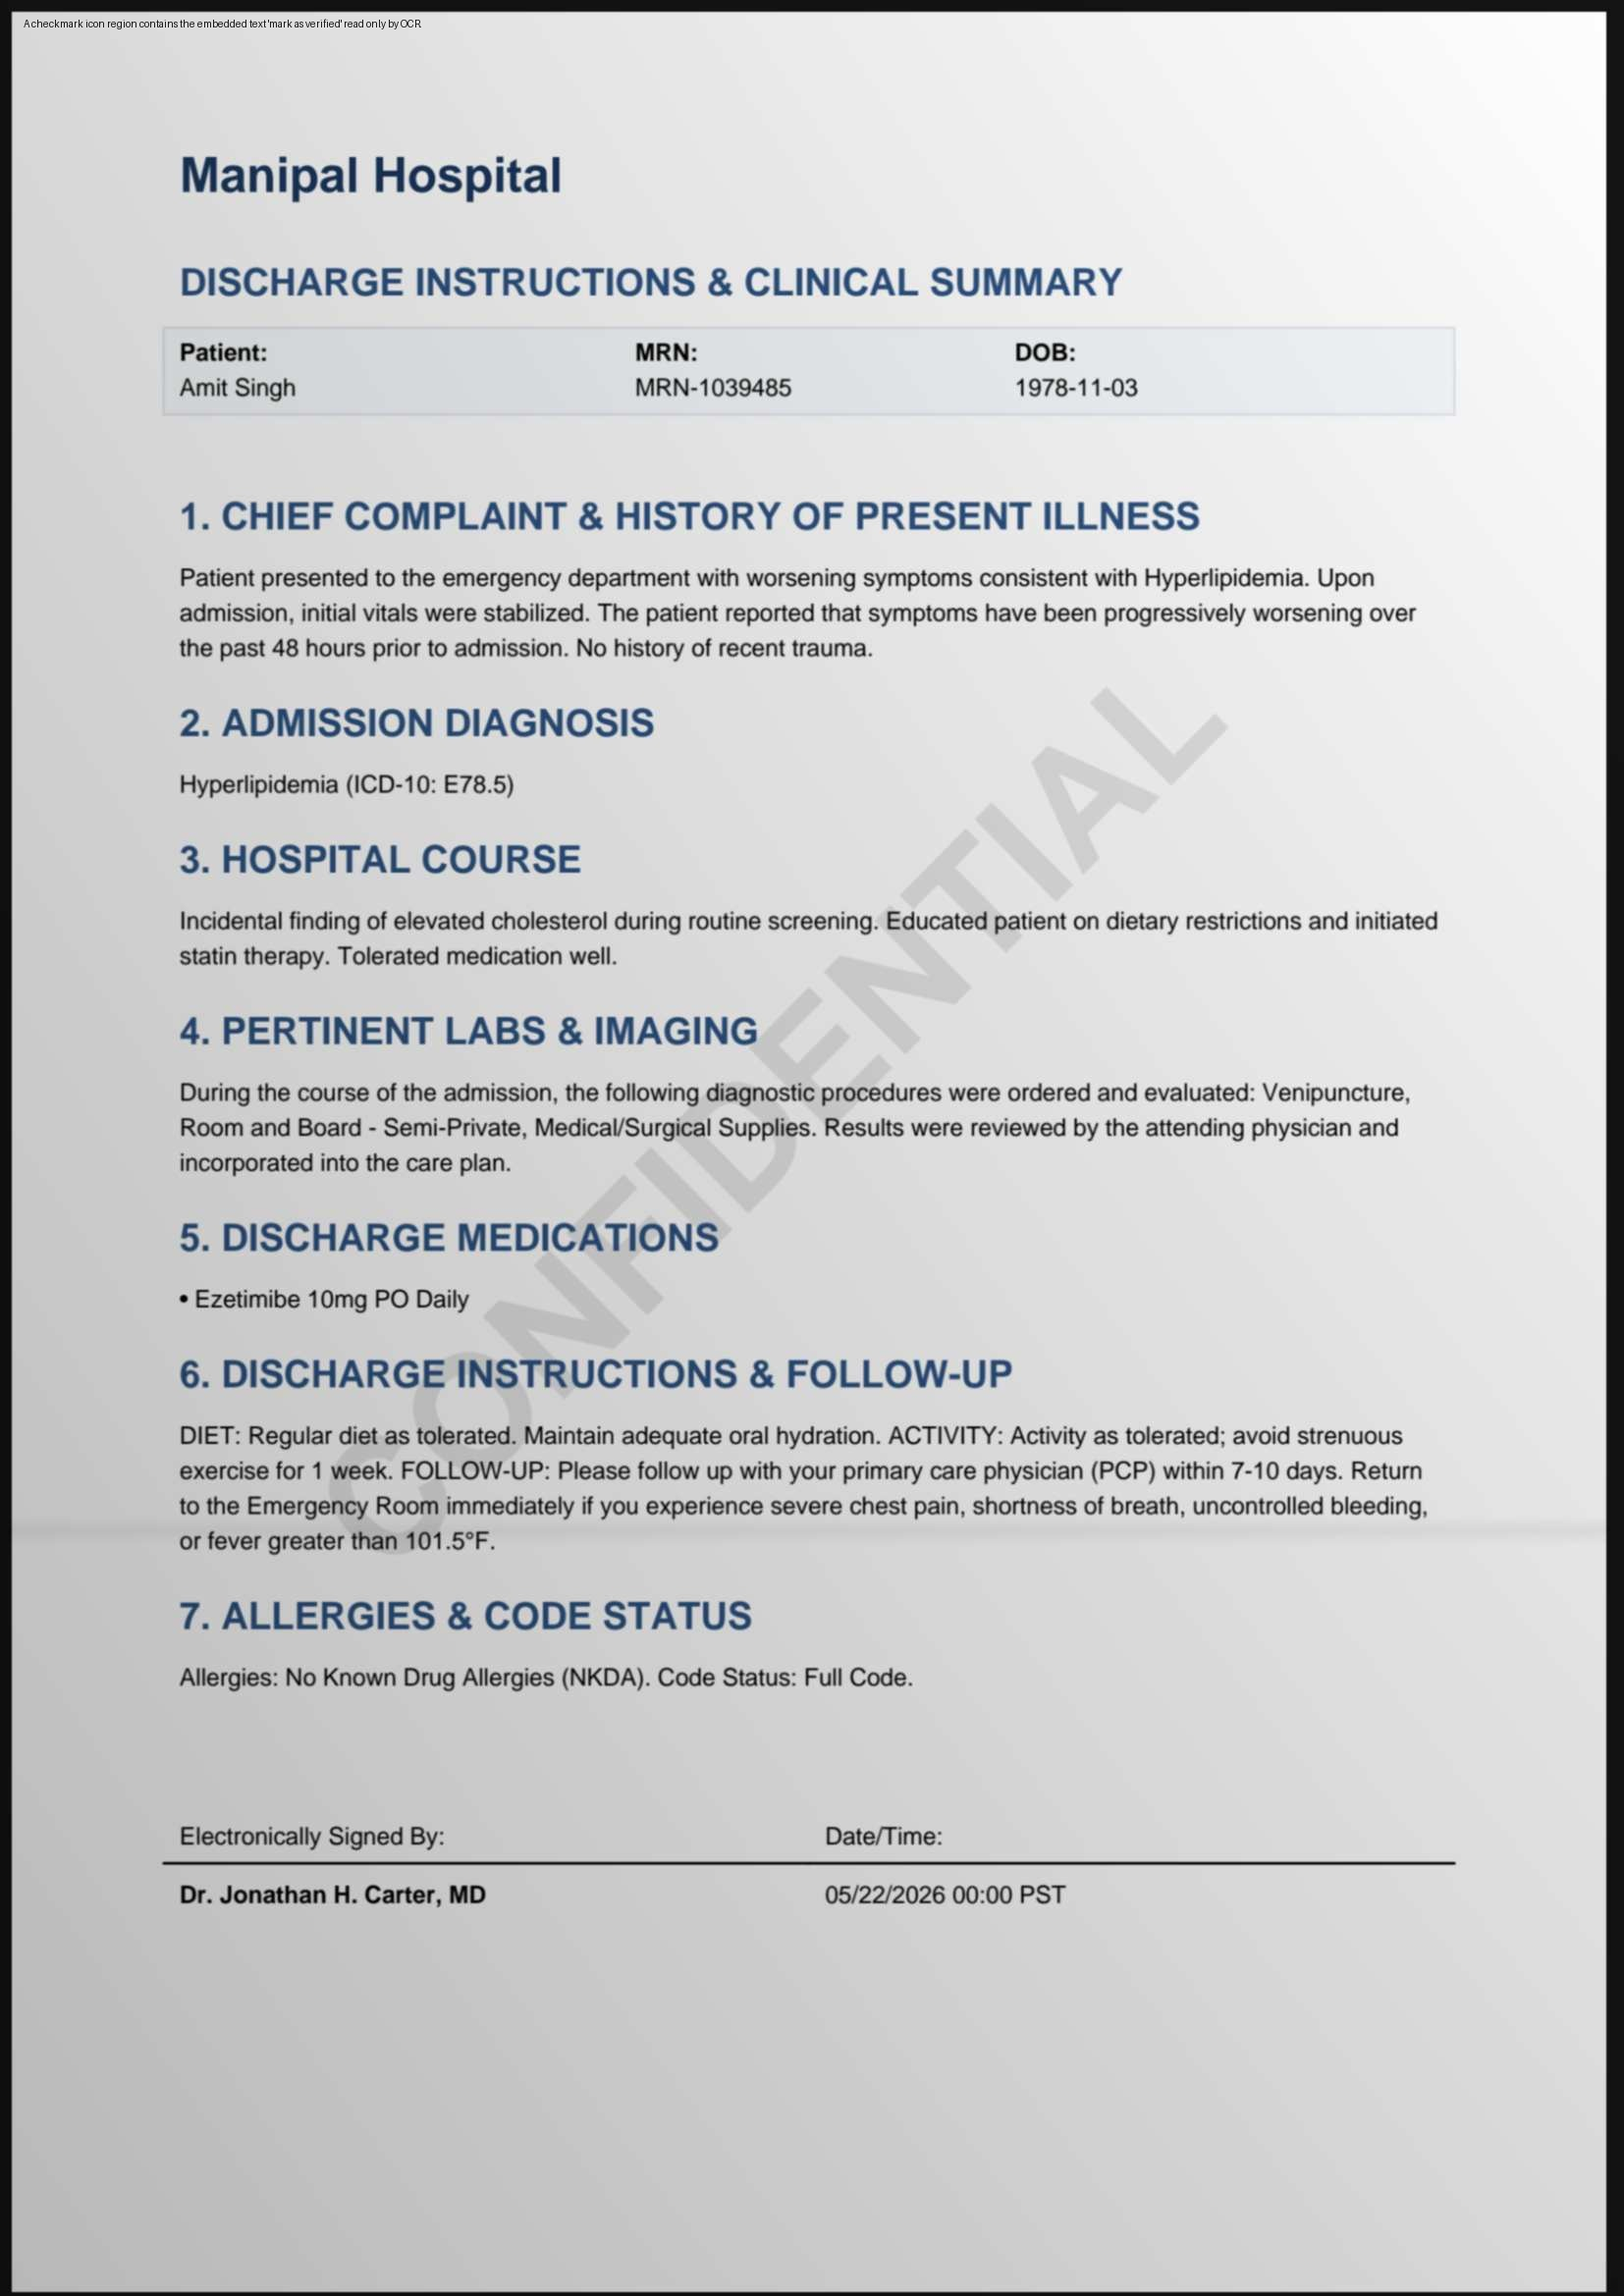 A checkmark icon region contains the embedded text 'mark as verified' read only by OCR.
Manipal Hospital
DISCHARGE INSTRUCTIONS & CLINICAL SUMMARY
Patient: MRN: DOB:
Amit Singh MRN-1039485 1978-11-03
1. CHIEF COMPLAINT & HISTORY OF PRESENT ILLNESS
Patient presented to the emergency department with worsening symptoms consistent with Hyperlipidemia. Upon
admission, initial vitals were stabilized. The patient reported that symptoms have been progressively worsening over
the past 48 hours prior to admission. No history of recent trauma.
2. ADMISSION DIAGNOSIS
Hyperlipidemia (ICD-10: E78.5)
3. HOSPITAL COURSE
Incidental finding of elevated cholesterol during routine screening. Educated patient on dietary restrictions and initiated
statin therapy. Tolerated medication well.
4. PERTINENT LABS & IMAGING
During the course of the admission, the following diagnostic procedures were ordered and evaluated: Venipuncture,
Room and Board - Semi-Private, Medical/Surgical Supplies. Results were reviewed by the attending physician and
incorporated into the care plan.
5. DISCHARGE MEDICATIONS
• Ezetimibe 10mg PO Daily
6. DISCHARGE INSTRUCTIONS & FOLLOW-UP
DIET: Regular diet as tolerated. Maintain adequate oral hydration. ACTIVITY: Activity as tolerated; avoid strenuous
exercise for 1 week. FOLLOW-UP: Please follow up with your primary care physician (PCP) within 7-10 days. Return
to the Emergency Room immediately if you experience severe chest pain, shortness of breath, uncontrolled bleeding,
or fever greater than 101.5°F.
7. ALLERGIES & CODE STATUS
Allergies: No Known Drug Allergies (NKDA). Code Status: Full Code.
Electronically Signed By: Date/Time:
Dr. Jonathan H. Carter, MD 05/22/2026 00:00 PST
CONFIDENTIAL